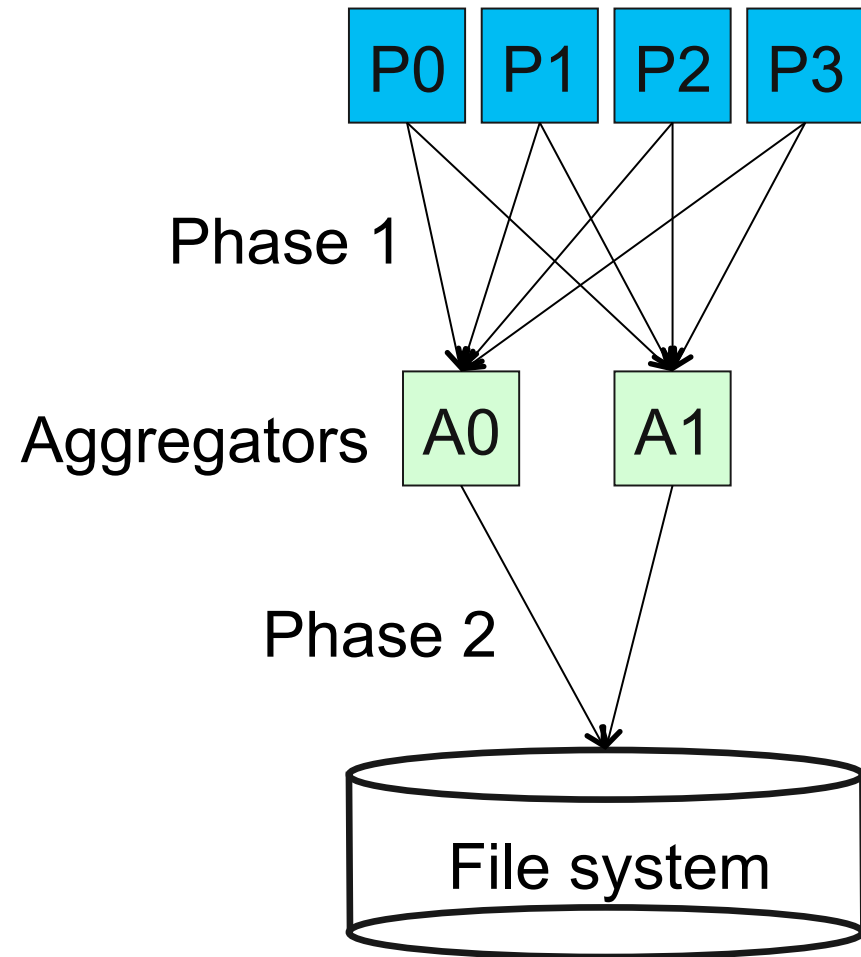 P0 P1 P2 P3
Phase 1
Aggregators A0 A1
Phase 2
File system